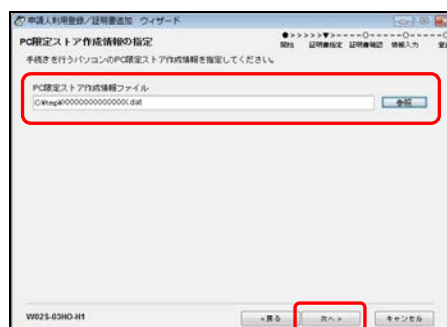 申請人利用登録／証明書追加 ウィザード
PC限定ストア作成情報の指定
●>>>>>▼>----○-----○----○
開始 証明書指定 証明書確認 情報入力
手続きを行うパソコンのPC限定ストア作成情報を指定してください。
PC限定ストア作成情報ファイル
参照
W025-03HO-H1
<戻る 次へ> キャンセル